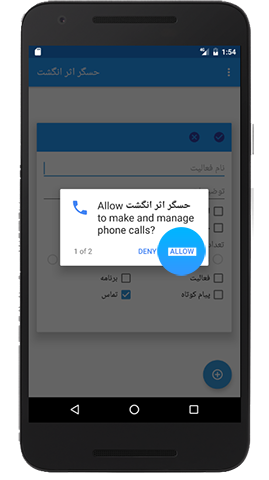 1:54
حسگر اثر انگشت
نام فعالیت
Allow حسگر اثر انگشت
to make and manage
phone calls?
1 of 2
DENY
ALLOW
تعداد
فعالیت
برنامه
پیام کوتاه
تماس